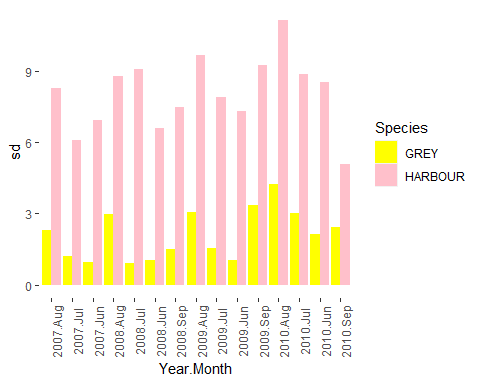 9
6
3
0
sd
2007.Aug
2007.Jul
2007.Jun
2008.Aug
2008.Jul
2008.Jun
2008.Sep
2009.Aug
2009.Jul
2009.Jun
2009.Sep
2010.Aug
2010.Jul
2010.Jun
2010.Sep
Year.Month
Species
GREY
HARBOUR